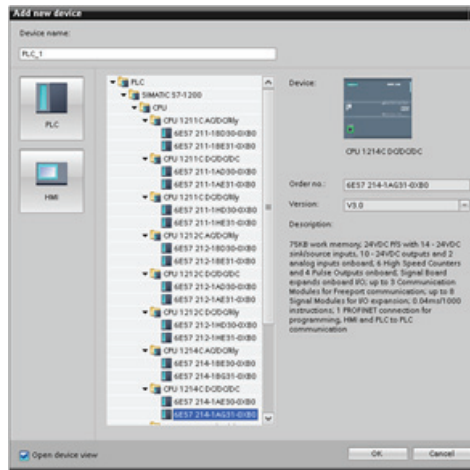 Add new device
Device name:
PLC_1
PLC
HMI
PLC
SIMATIC S7-1200
CPU
CPU 1211C AC/DC/Rly
6ES7 211-1BD30-0XB0
6ES7 211-1BE31-0XB0
CPU 1211C DC/DC/DC
6ES7 211-1AD30-0XB0
6ES7 211-1AE31-0XB0
CPU 1211C DC/DC/Rly
6ES7 211-1HD30-0XB0
6ES7 211-1HE31-0XB0
CPU 1212C AC/DC/Rly
6ES7 212-1BD30-0XB0
6ES7 212-1BE31-0XB0
CPU 1212C DC/DC/DC
6ES7 212-1AD30-0XB0
6ES7 212-1AE31-0XB0
CPU 1212C DC/DC/Rly
6ES7 212-1HD30-0XB0
6ES7 212-1HE31-0XB0
CPU 1214C AC/DC/Rly
6ES7 214-1BE30-0XB0
6ES7 214-1BG31-0XB0
CPU 1214C DC/DC/DC
6ES7 214-1AE30-0XB0
6ES7 214-1AG31-0XB0
Device:
CPU 1214C DC/DC/DC
Order no.: 6ES7 214-1AG31-0XB0
Version: V3.0
Description:
75KB work memory; 24VDC P/S with 14 - 24VDC
sink/source inputs, 10 - 24VDC outputs and 2
analog inputs onboard, 6 High Speed Counters
and 4 Pulse Outputs onboard, Signal Board
expands onboard I/O; up to 3 Communication
Modules for Freeport communication; up to 8
Signal Modules for I/O expansion; 0.04ms/1000
instructions; 1 PROFINET connection for
programming, HMI and PLC to PLC
communication
Open device view
OK
Cancel